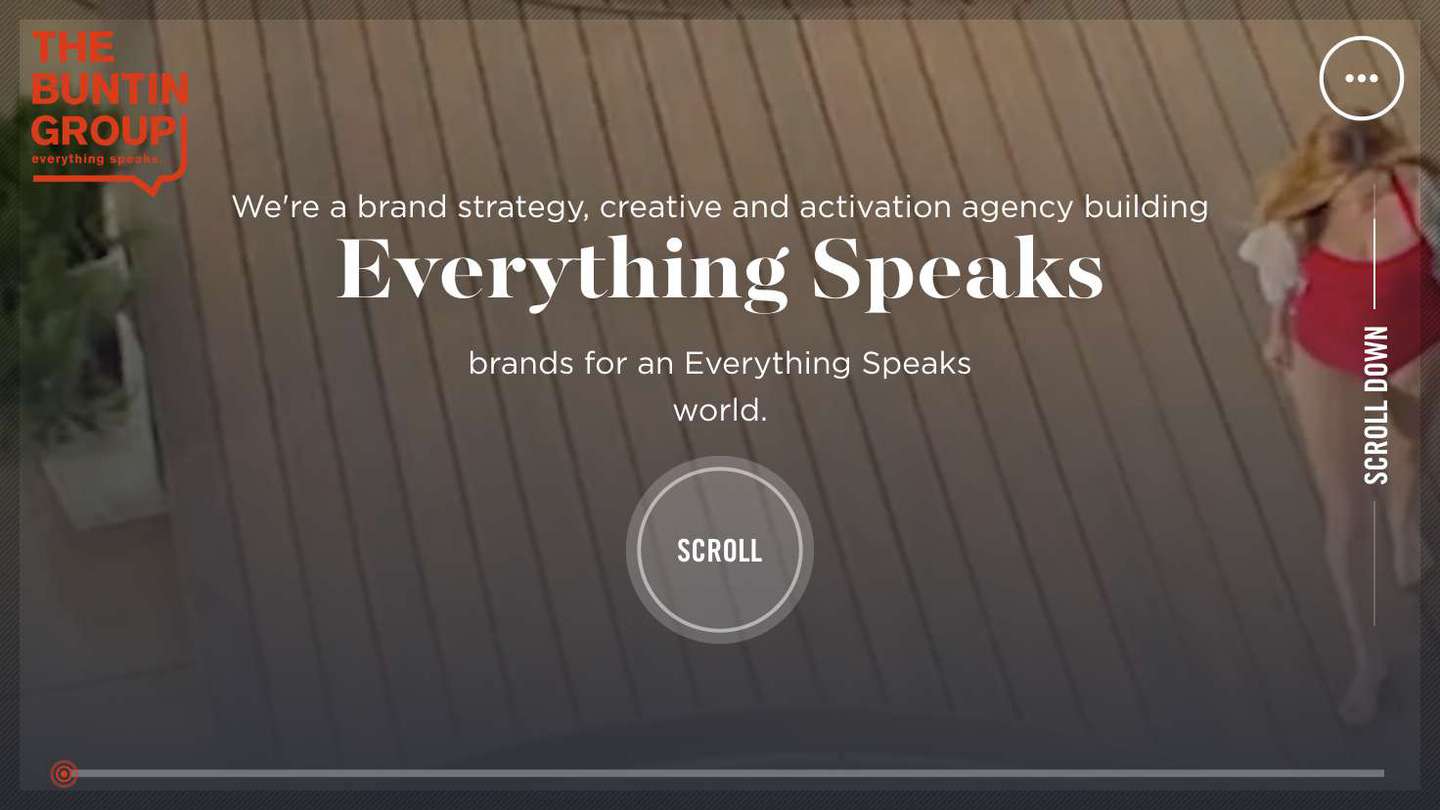 THE
BUNTIN
GROUP
everything speaks.
We're a brand strategy, creative and activation agency building
Everything Speaks
brands for an Everything Speaks
world.
SCROLL
SCROLL DOWN